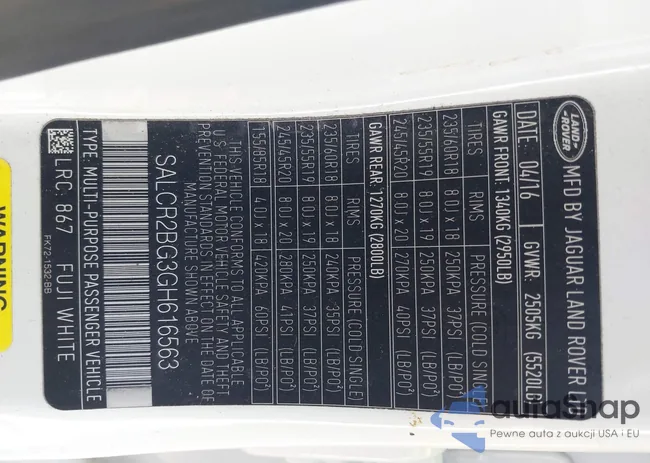 LAND ROVER
MFD BY JAGUAR LAND ROVER LTD
DATE: 04/16 GVWR: 2505KG (5520LB)
GAWR FRONT: 1340KG (2950LB)
TIRES RIMS PRESSURE (COLD SINGLE)
235/60R18 8.0J x 18 250KPA 37PSI (LB/PO²)
235/55R19 8.0J x 19 250KPA 37PSI (LB/PO²)
245/45R20 8.0J x 20 270KPA 40PSI (LB/PO²)
GAWR REAR: 1270KG (2800LB)
TIRES RIMS PRESSURE (COLD SINGLE)
235/60R18 8.0J x 18 240KPA 35PSI (LB/PO²)
235/55R19 8.0J x 19 250KPA 37PSI (LB/PO²)
245/45R20 8.0J x 20 280KPA 41PSI (LB/PO²)
155/85R18 4.0J x 18 420KPA 60PSI (LB/PO²)
THIS VEHICLE CONFORMS TO ALL APPLICABLE
U S FEDERAL MOTOR VEHICLE SAFETY AND THEFT
PREVENTION STANDARDS IN EFFECT ON THE DATE OF
MANUFACTURE SHOWN ABOVE
SALCR2BG3GH616563
TYPE: MULTI-PURPOSE PASSENGER VEHICLE
LRC: 867 FUJI WHITE
FK72-1532-BB
WARNING
autaSnap
Pewne auta z aukcji USA i EU